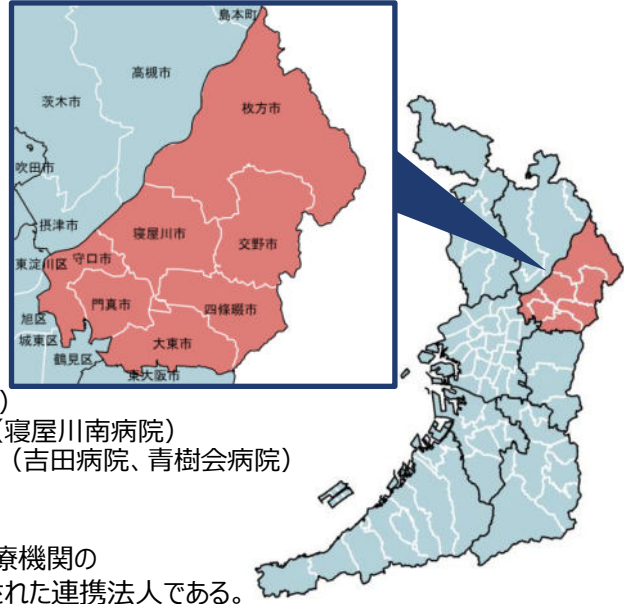 島本町
高槻市
枚方市
茨木市
吹田市
摂津市
寝屋川市
交野市
東淀川区
守口市
門真市
四條畷市
旭区
城東区
大東市
鶴見区
東大阪市
）
（寝屋川南病院）
（吉田病院、青樹会病院）
療機関の
された連携法人である。